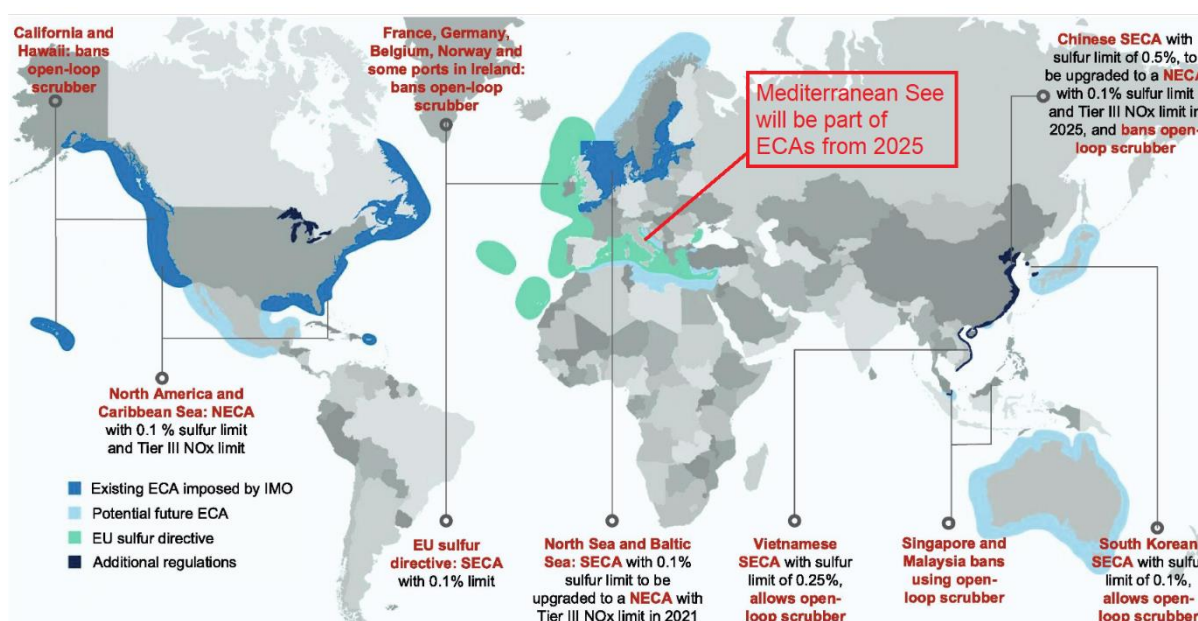 California and
Hawaii: bans
open-loop
scrubber
France, Germany,
Belgium, Norway and
some ports in Ireland:
bans open-loop
scrubber
Mediterranean See
will be part of
ECAs from 2025
Chinese SECA with
sulfur limit of 0.5%, to
be upgraded to a NECA
with 0.1% sulfur limit
and Tier III NOx limit in
2025, and bans open-
loop scrubber
North America and
Caribbean Sea: NECA
with 0.1 % sulfur limit
and Tier III NOx limit
Existing ECA imposed by IMO
Potential future ECA
EU sulfur directive
Additional regulations
EU sulfur
directive: SECA
with 0.1% limit
North Sea and Baltic
Sea: SECA with 0.1%
sulfur limit to be
upgraded to a NECA with
Tier III NOx limit in 2021
Vietnamese
SECA with sulfur
limit of 0.25%,
allows open-
loop scrubber
Singapore and
Malaysia bans
using open-
loop scrubber
South Korean
SECA with sulfur
limit of 0.1%,
allows open-
loop scrubber